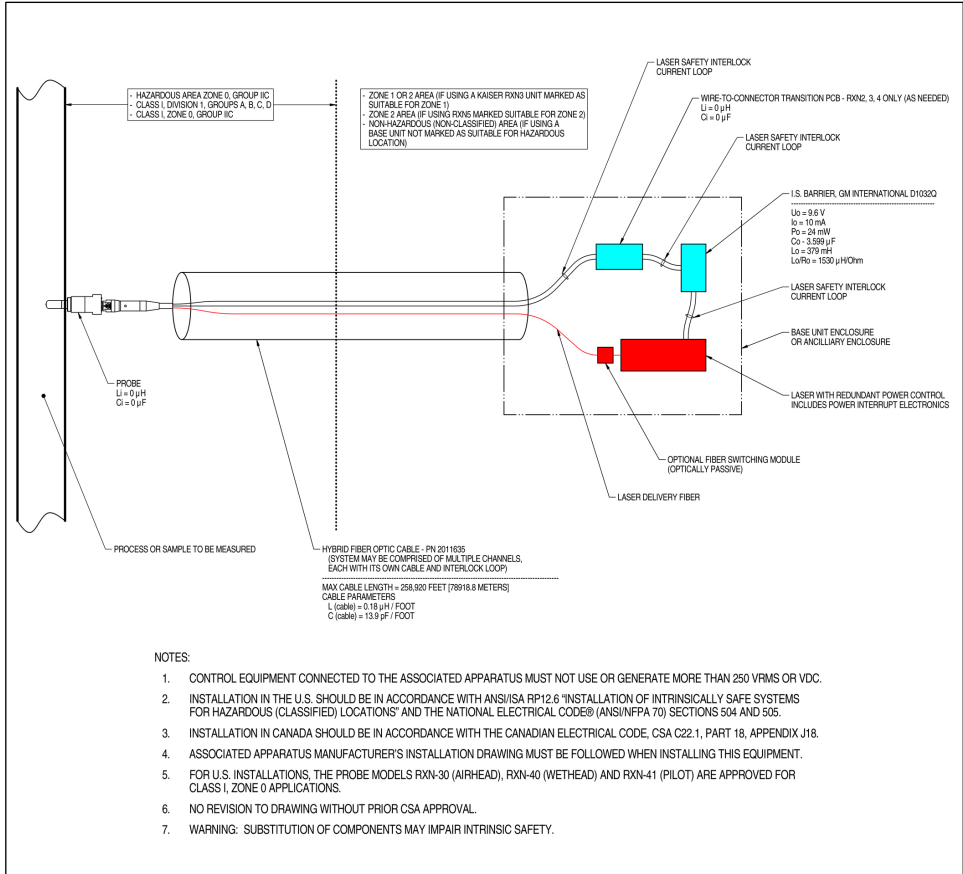 - HAZARDOUS AREA ZONE 0, GROUP IIC
- CLASS I, DIVISION 1, GROUPS A, B, C, D
- CLASS I, ZONE 0, GROUP IIC
- ZONE 1 OR 2 AREA (IF USING A KAISER RXN3 UNIT MARKED AS
SUITABLE FOR ZONE 1)
- ZONE 2 AREA (IF USING RXN5 MARKED SUITABLE FOR ZONE 2)
- NON-HAZARDOUS (NON-CLASSIFIED) AREA (IF USING A
BASE UNIT NOT MARKED AS SUITABLE FOR HAZARDOUS
LOCATION)
LASER SAFETY INTERLOCK
CURRENT LOOP
WIRE-TO-CONNECTOR TRANSITION PCB - RXN2, 3, 4 ONLY (AS NEEDED)
Li = 0 µH
Ci = 0 µF
LASER SAFETY INTERLOCK
CURRENT LOOP
I.S. BARRIER, GM INTERNATIONAL D1032Q
Uo = 9.6 V
Io = 10 mA
Po = 24 mW
Co - 3.599 µF
Lo = 379 mH
Lo/Ro = 1530 µH/Ohm
LASER SAFETY INTERLOCK
CURRENT LOOP
BASE UNIT ENCLOSURE
OR ANCILLIARY ENCLOSURE
LASER WITH REDUNDANT POWER CONTROL
INCLUDES POWER INTERRUPT ELECTRONICS
PROBE
Li = 0 µH
Ci = 0 µF
OPTIONAL FIBER SWITCHING MODULE
(OPTICALLY PASSIVE)
LASER DELIVERY FIBER
PROCESS OR SAMPLE TO BE MEASURED
HYBRID FIBER OPTIC CABLE - PN 2011635
(SYSTEM MAY BE COMPRISED OF MULTIPLE CHANNELS,
EACH WITH ITS OWN CABLE AND INTERLOCK LOOP)
MAX CABLE LENGTH = 258,920 FEET [78918.8 METERS]
CABLE PARAMETERS
L (cable) = 0.18 µH / FOOT
C (cable) = 13.9 pF / FOOT
NOTES:
1. CONTROL EQUIPMENT CONNECTED TO THE ASSOCIATED APPARATUS MUST NOT USE OR GENERATE MORE THAN 250 VRMS OR VDC.
2. INSTALLATION IN THE U.S. SHOULD BE IN ACCORDANCE WITH ANSI/ISA RP12.6 “INSTALLATION OF INTRINSICALLY SAFE SYSTEMS
FOR HAZARDOUS (CLASSIFIED) LOCATIONS” AND THE NATIONAL ELECTRICAL CODE® (ANSI/NFPA 70) SECTIONS 504 AND 505.
3. INSTALLATION IN CANADA SHOULD BE IN ACCORDANCE WITH THE CANADIAN ELECTRICAL CODE, CSA C22.1, PART 18, APPENDIX J18.
4. ASSOCIATED APPARATUS MANUFACTURER'S INSTALLATION DRAWING MUST BE FOLLOWED WHEN INSTALLING THIS EQUIPMENT.
5. FOR U.S. INSTALLATIONS, THE PROBE MODELS RXN-30 (AIRHEAD), RXN-40 (WETHEAD) AND RXN-41 (PILOT) ARE APPROVED FOR
CLASS I, ZONE 0 APPLICATIONS.
6. NO REVISION TO DRAWING WITHOUT PRIOR CSA APPROVAL.
7. WARNING: SUBSTITUTION OF COMPONENTS MAY IMPAIR INTRINSIC SAFETY.